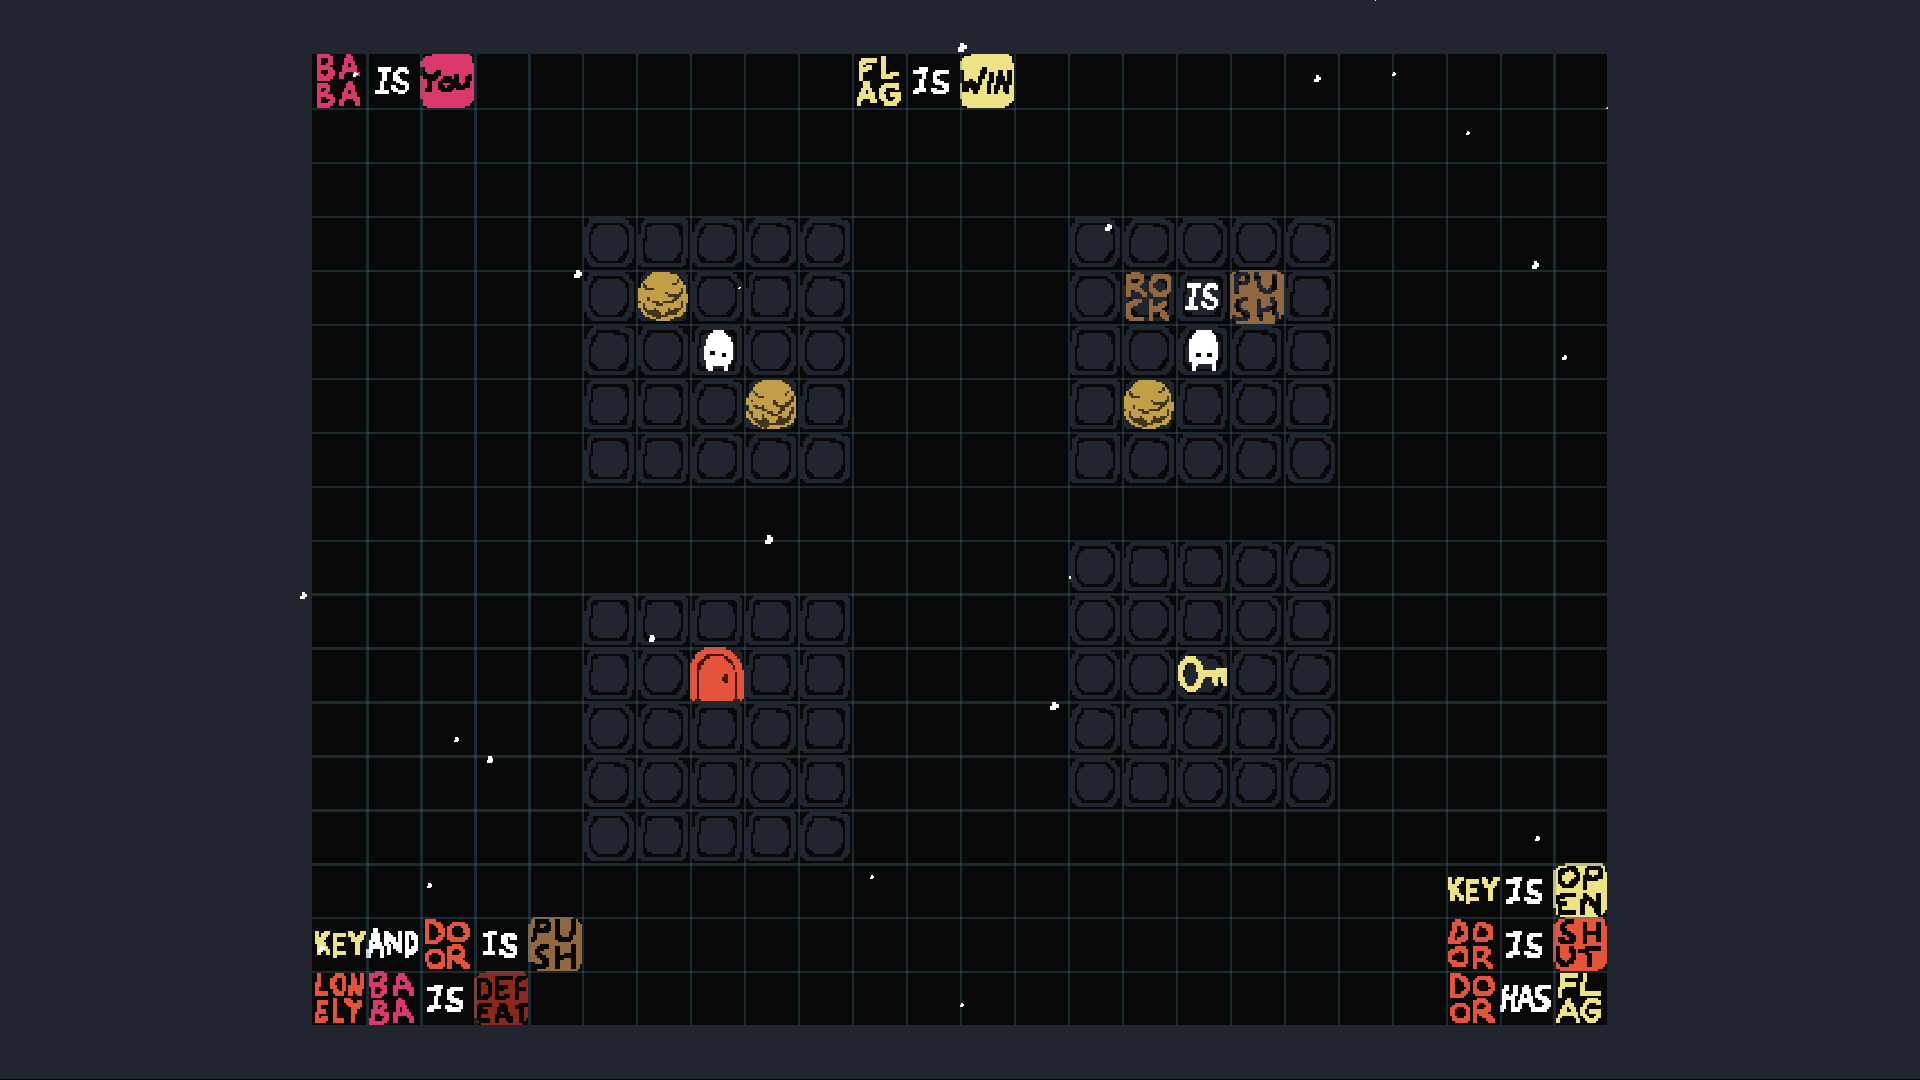 BABA IS YOU
FLAG IS WIN
ROCK IS PUSH
KEY IS OPEN
KEY AND DOOR IS PUSH
DOOR IS SHUT
LONELY BABA IS DEFEAT
DOOR HAS FLAG